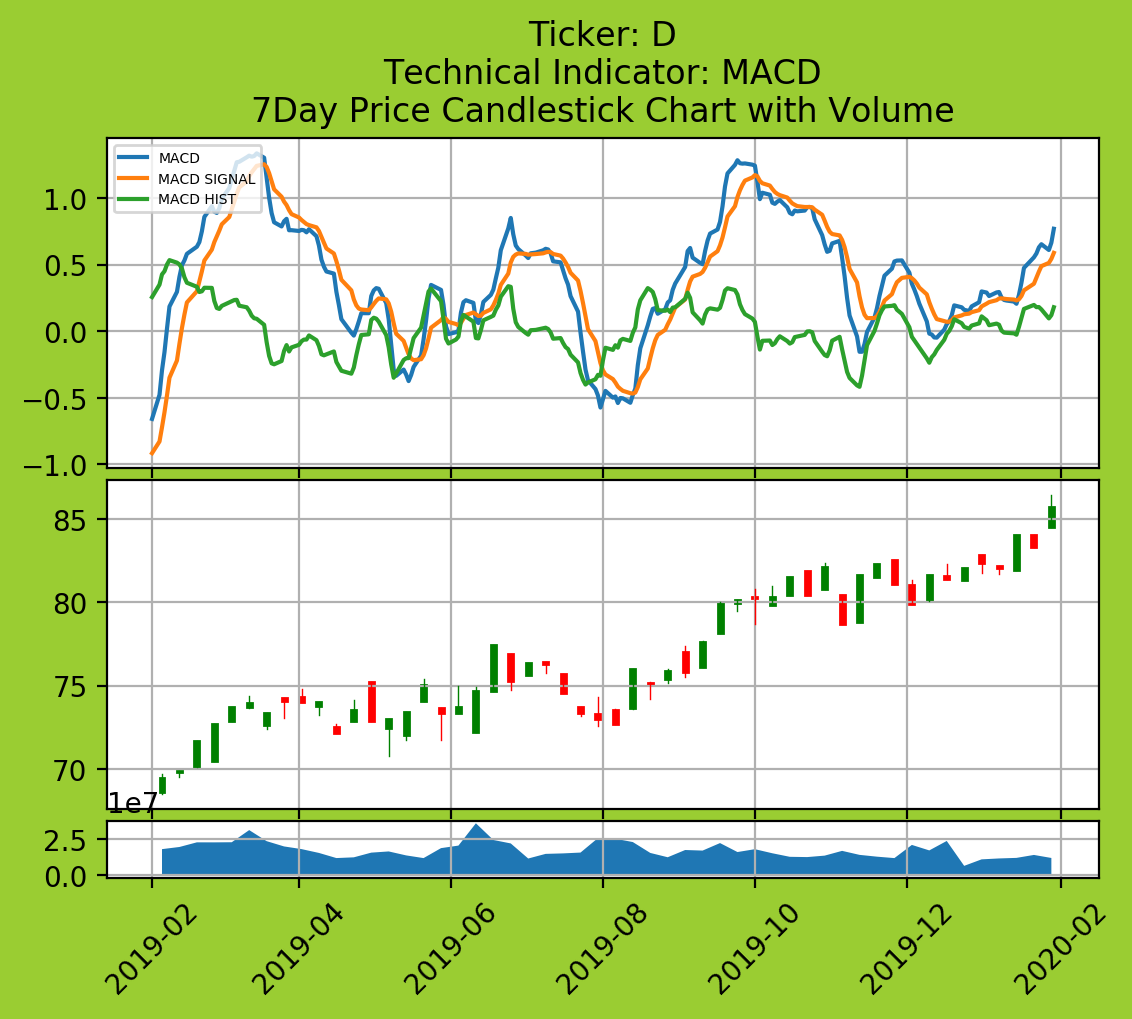 Ticker: D
Technical Indicator: MACD
7Day Price Candlestick Chart with Volume
MACD
MACD SIGNAL
MACD HIST
1.0
0.5
0.0
−0.5
−1.0
85
80
75
70
1e7
2.5
0.0
2019-02
2019-04
2019-06
2019-08
2019-10
2019-12
2020-02